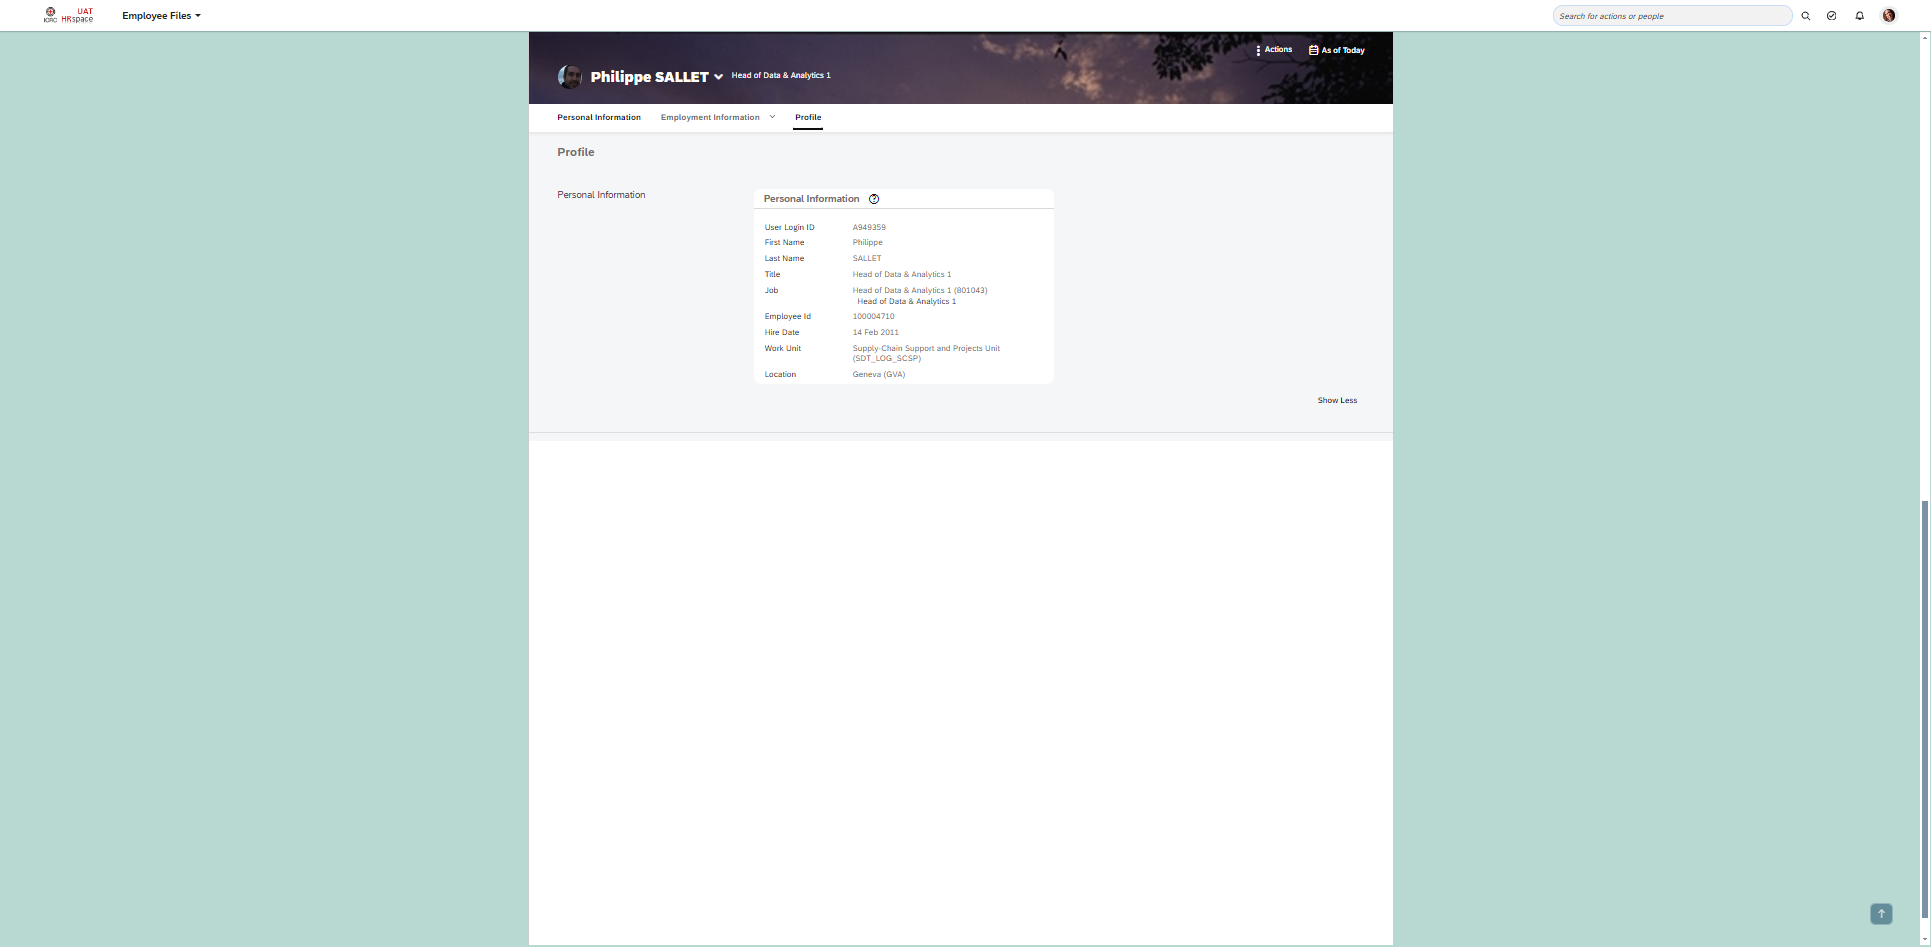 ICRC
UAT
HRspace
Employee Files
Search for actions or people
Actions
As of Today
Philippe SALLET
Head of Data & Analytics 1
Personal Information
Employment Information
Profile
Profile
Personal Information
Personal Information
User Login ID A949359
First Name Philippe
Last Name SALLET
Title Head of Data & Analytics 1
Job Head of Data & Analytics 1 (801043)
Head of Data & Analytics 1
Employee Id 100004710
Hire Date 14 Feb 2011
Work Unit Supply-Chain Support and Projects Unit
(SDT_LOG_SCSP)
Location Geneva (GVA)
Show Less